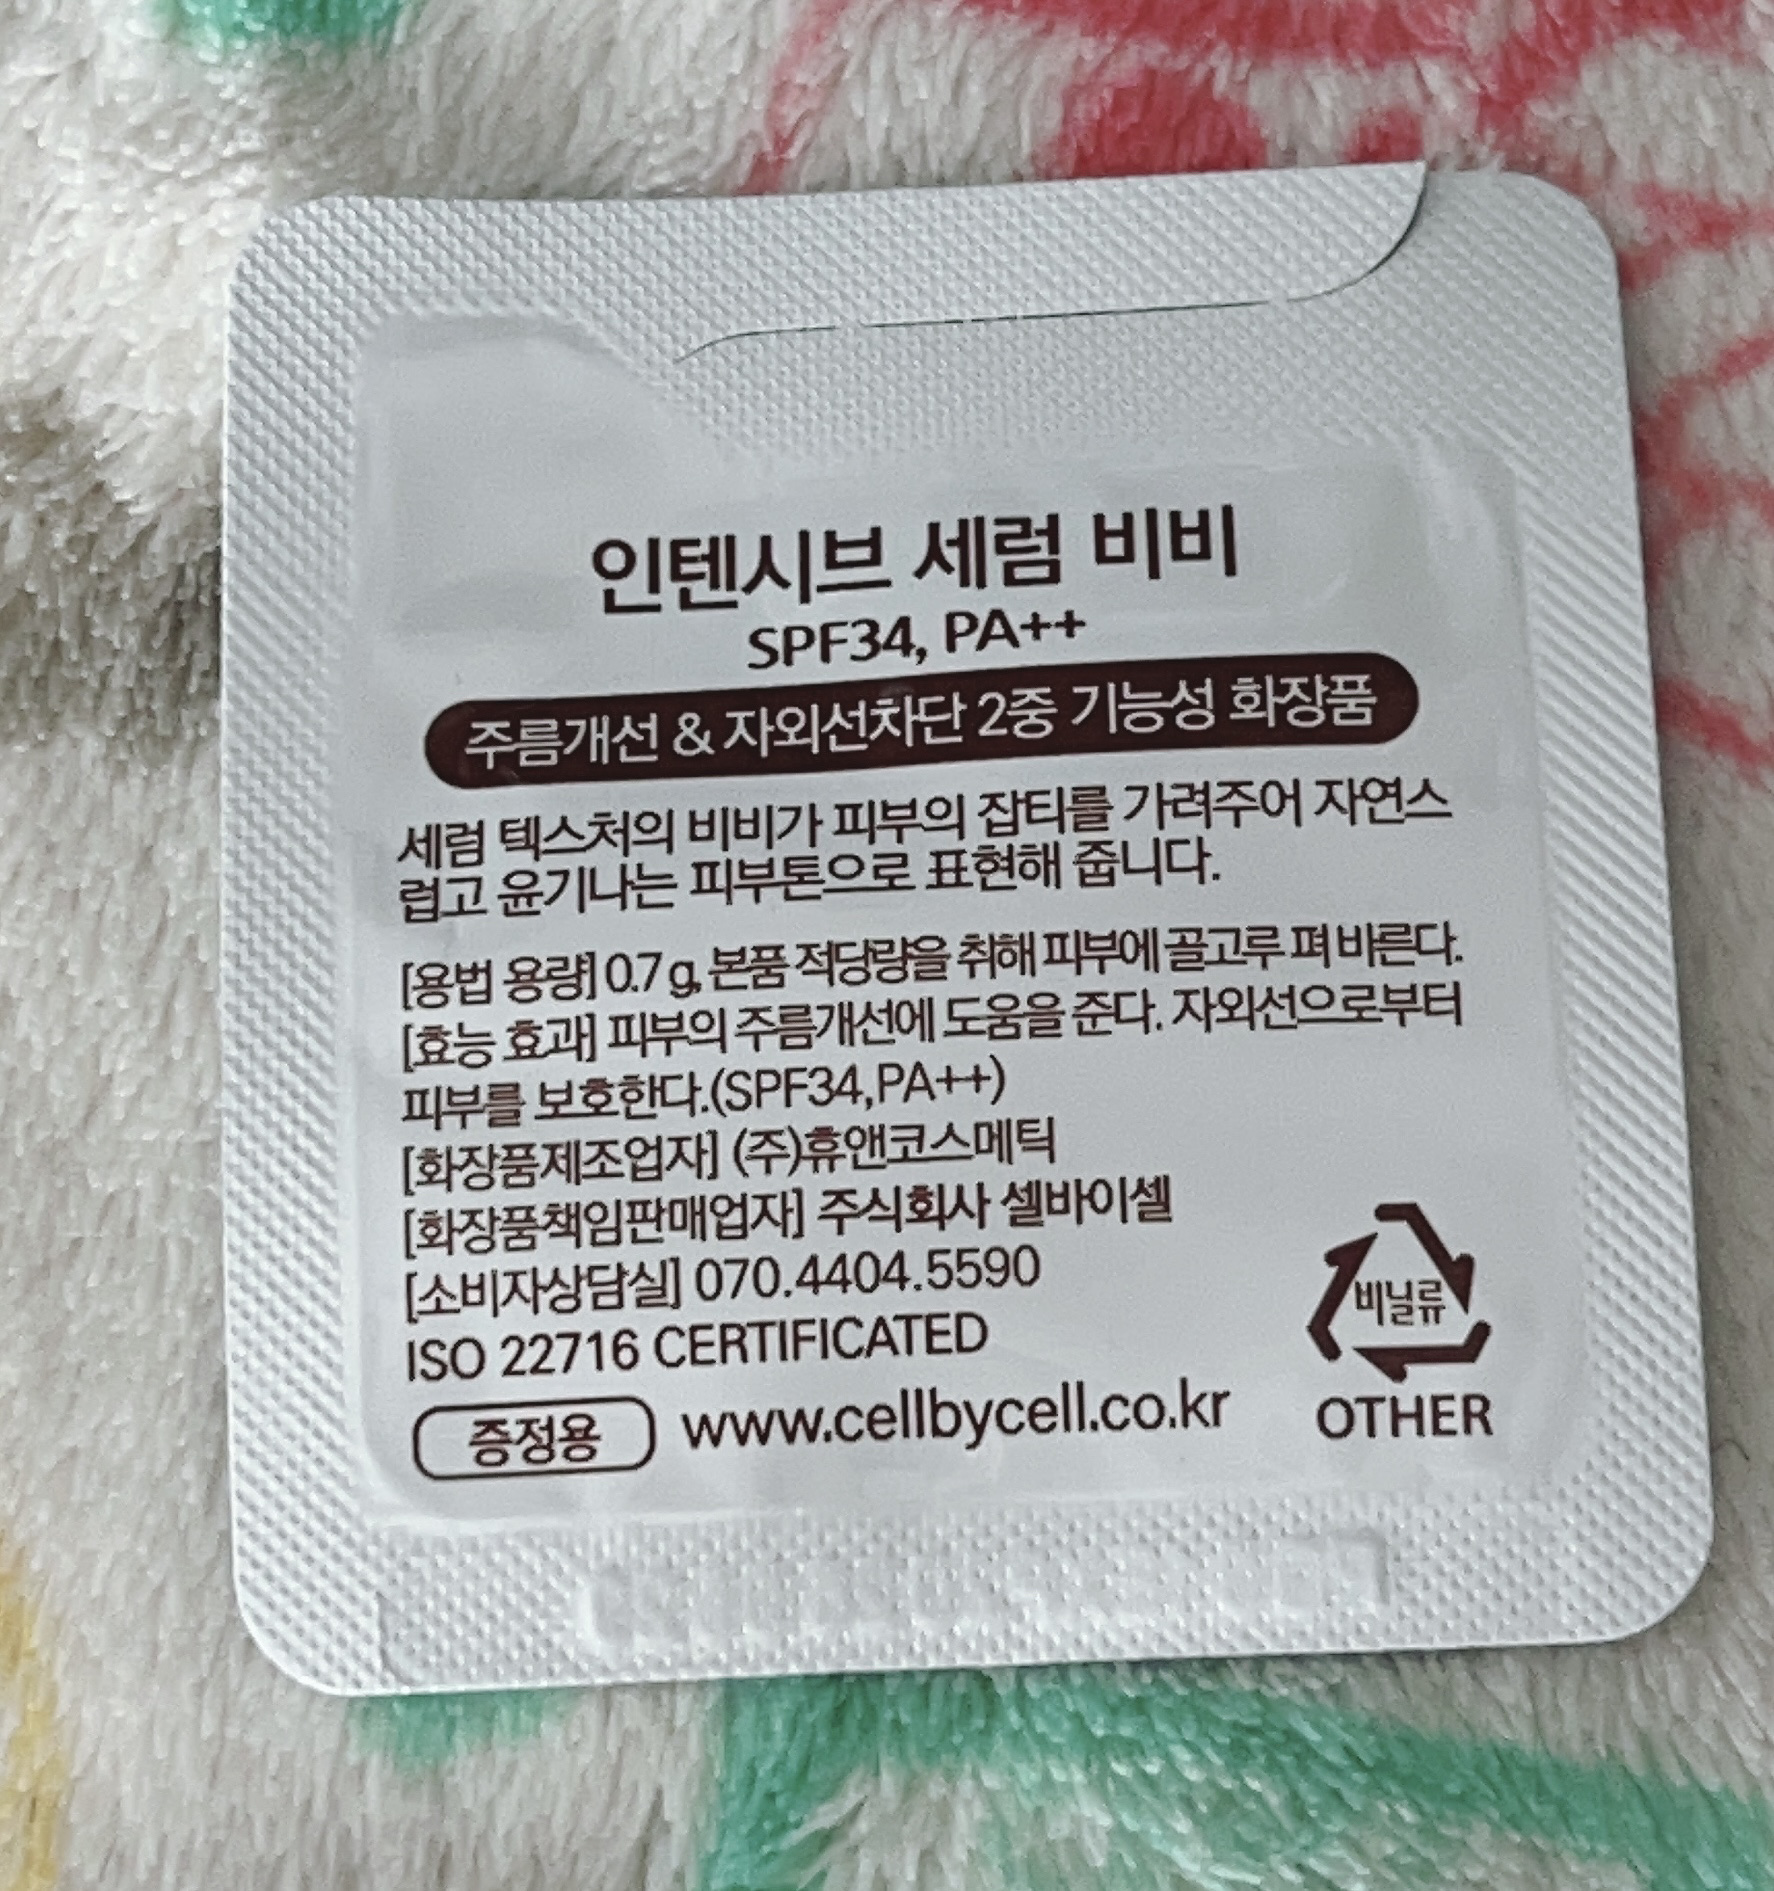 인텐시브 세럼 비비
SPF34, PA++
주름개선 & 자외선차단 2중 기능성 화장품
세럼 텍스처의 비비가 피부의 잡티를 가려주어 자연스
럽고 윤기나는 피부톤으로 표현해 줍니다.
[용법 용량] 0.7 g, 본품 적당량을 취해 피부에 골고루 펴 바른다.
[효능 효과] 피부의 주름개선에 도움을 준다. 자외선으로부터
피부를 보호한다.(SPF34,PA++)
[화장품제조업자] (주)휴앤코스메틱
[화장품책임판매업자] 주식회사 셀바이셀
[소비자상담실] 070.4404.5590
ISO 22716 CERTIFICATED
증정용 www.cellbycell.co.kr
비닐류
OTHER